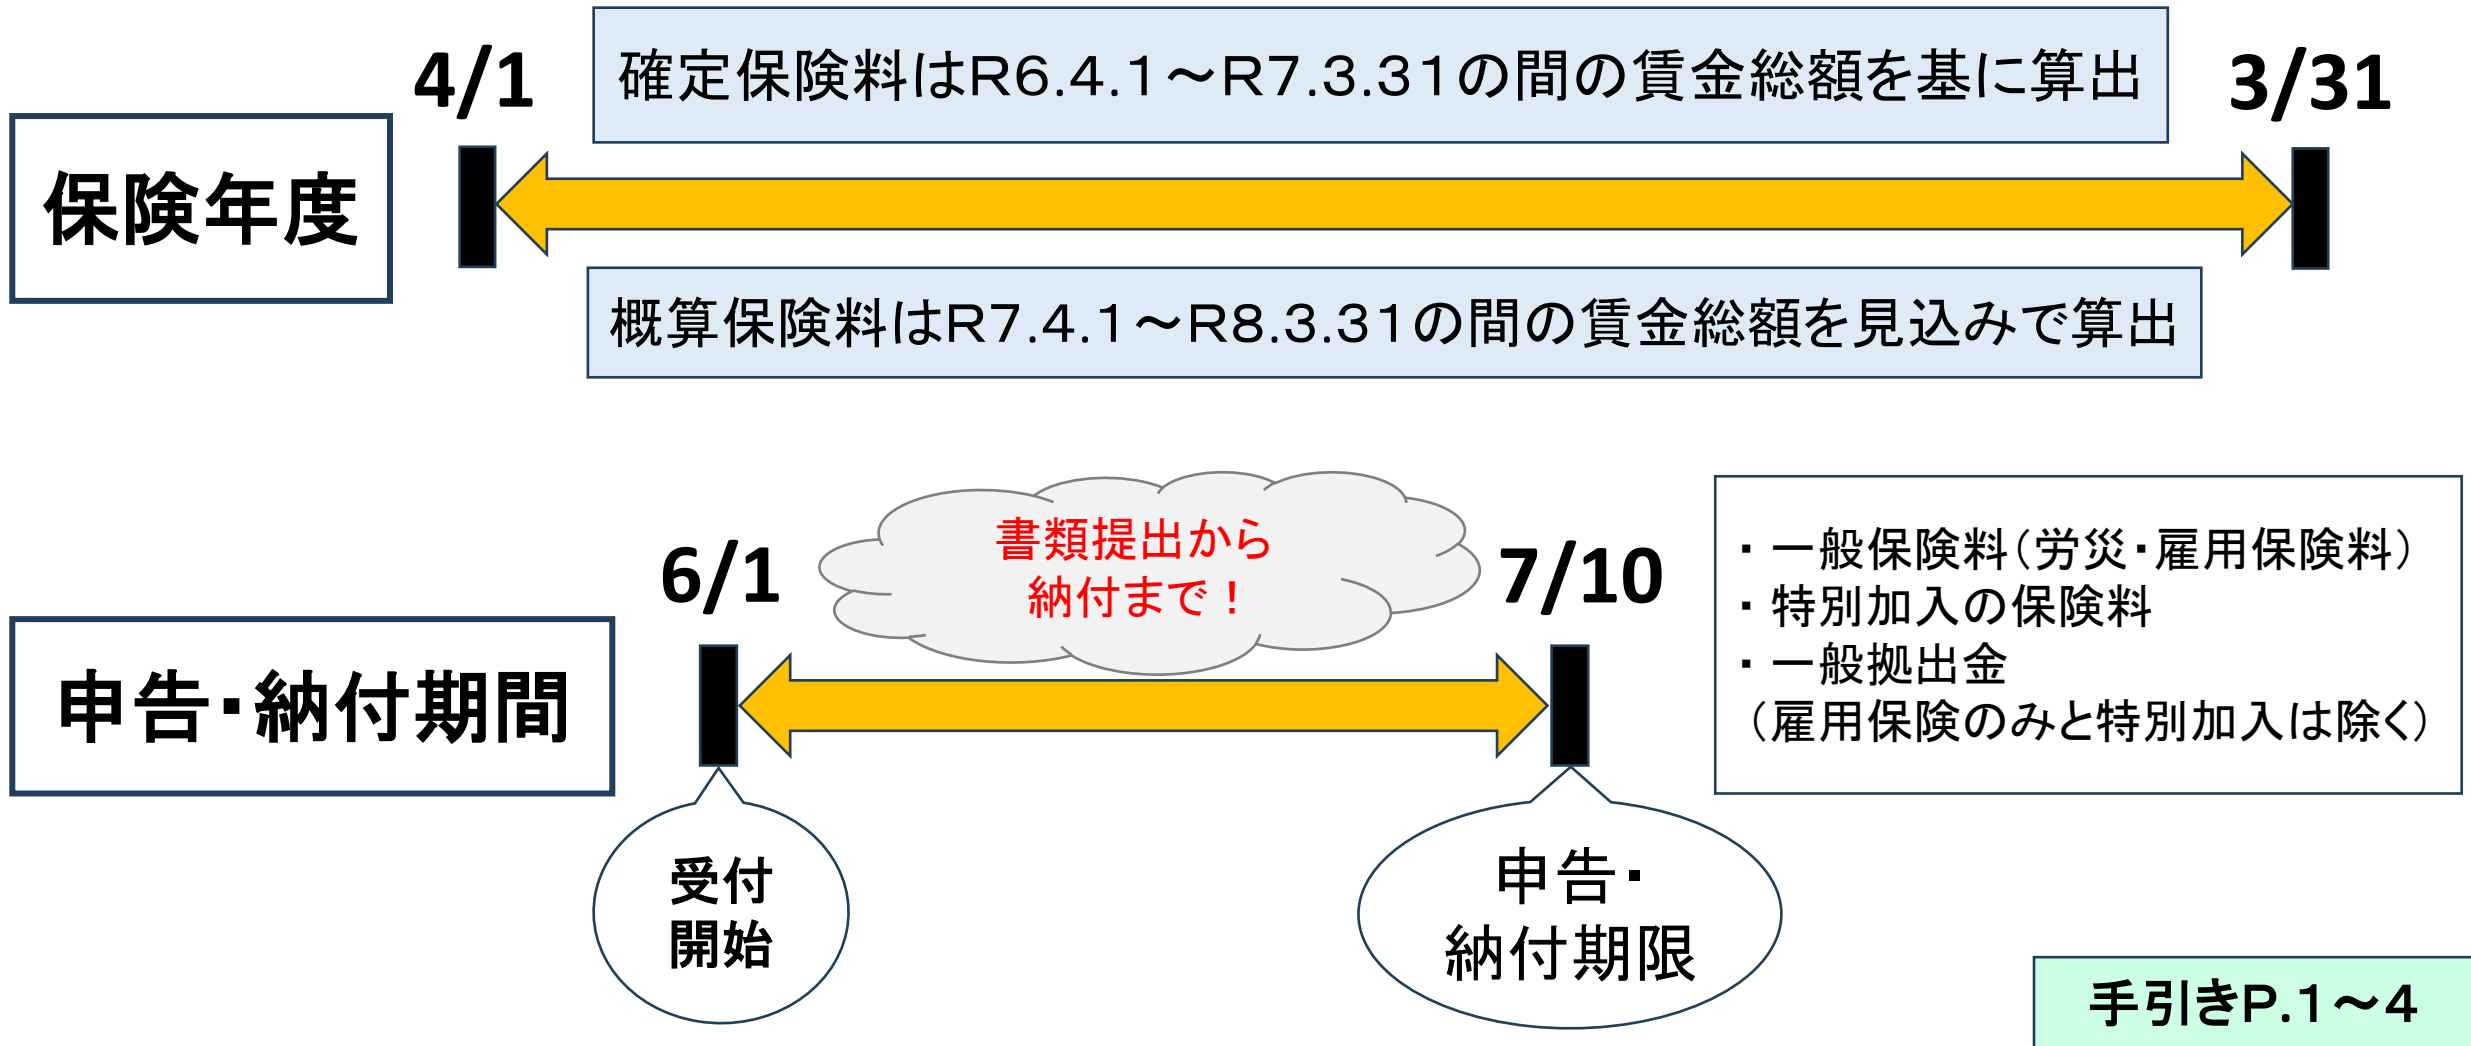 4/1
確定保険料はR6.4.1～R7.3.31の間の賃金総額を基に算出
3/31
保険年度
概算保険料はR7.4.1～R8.3.31の間の賃金総額を見込みで算出
6/1
書類提出から
納付まで！
7/10
・一般保険料（労災・雇用保険料）
・特別加入の保険料
・一般拠出金
（雇用保険のみと特別加入は除く）
申告・納付期間
受付
開始
申告・
納付期限
手引きP.1～4